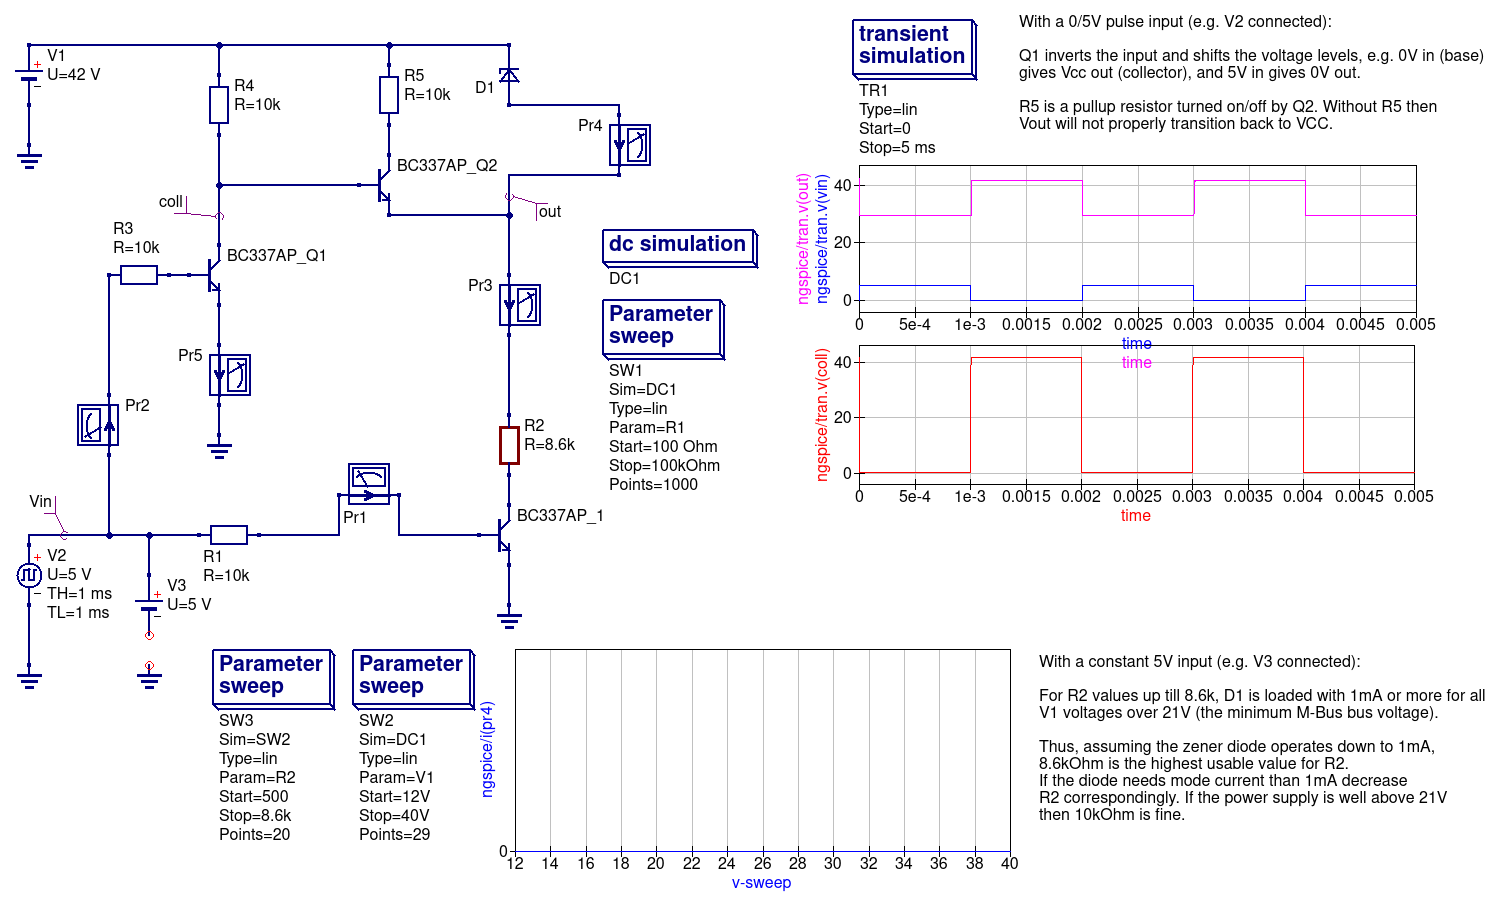 V1
U=42 V
R4
R=10k
R5
R=10k
D1
Pr4
BC337AP_Q2
coll
out
R3
R=10k
BC337AP_Q1
Pr3
Pr5
Pr2
R2
R=8.6k
Vin
Pr1
BC337AP_1
V2
U=5 V
TH=1 ms
TL=1 ms
R1
R=10k
V3
U=5 V
dc simulation
DC1
Parameter
sweep
SW1
Sim=DC1
Type=lin
Param=R1
Start=100 Ohm
Stop=100kOhm
Points=1000
transient
simulation
TR1
Type=lin
Start=0
Stop=5 ms
With a 0/5V pulse input (e.g. V2 connected):
Q1 inverts the input and shifts the voltage levels, e.g. 0V in (base)
gives Vcc out (collector), and 5V in gives 0V out.
R5 is a pullup resistor turned on/off by Q2. Without R5 then
Vout will not properly transition back to VCC.
ngspice/tran.v(out)
ngspice/tran.v(vin)
40
20
0
0 5e-4 1e-3 0.0015 0.002 0.0025 0.003 0.0035 0.004 0.0045 0.005
time
time
ngspice/tran.v(coll)
40
20
0
0 5e-4 1e-3 0.0015 0.002 0.0025 0.003 0.0035 0.004 0.0045 0.005
time
Parameter
sweep
SW3
Sim=SW2
Type=lin
Param=R2
Start=500
Stop=8.6k
Points=20
Parameter
sweep
SW2
Sim=DC1
Type=lin
Param=V1
Start=12V
Stop=40V
Points=29
ngspice/i(pr4)
0
12 14 16 18 20 22 24 26 28 30 32 34 36 38 40
v-sweep
With a constant 5V input (e.g. V3 connected):
For R2 values up till 8.6k, D1 is loaded with 1mA or more for all
V1 voltages over 21V (the minimum M-Bus bus voltage).
Thus, assuming the zener diode operates down to 1mA,
8.6kOhm is the highest usable value for R2.
If the diode needs mode current than 1mA decrease
R2 correspondingly. If the power supply is well above 21V
then 10kOhm is fine.